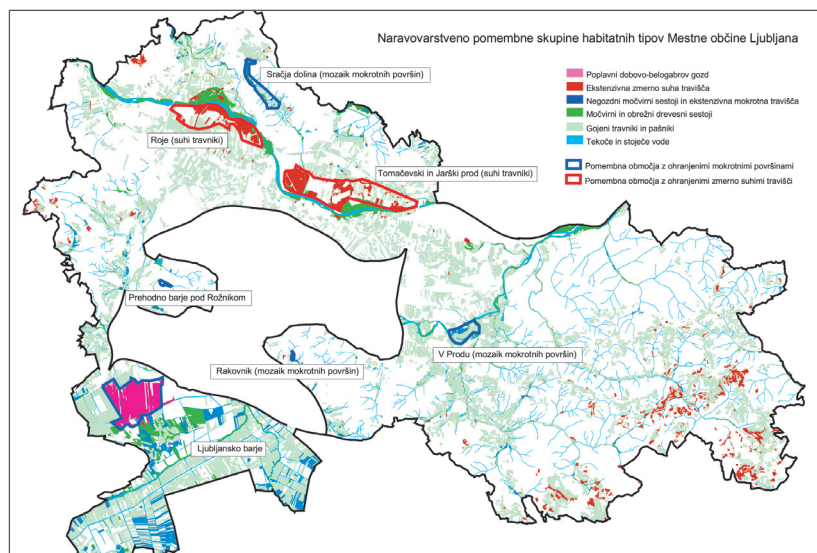 Naravovarstveno pomembne skupine habitatnih tipov Mestne občine Ljubljana
Poplavni dobovo-belogabrov gozd
Ekstenzivna zmerno suha travišča
Negozdni močvirni sestoji in ekstenzivna mokrotna travišča
Močvirni in obrežni drevesni sestoji
Gojeni travniki in pašniki
Tekoče in stoječe vode
Pomembna območja z ohranjenimi mokrotnimi površinami
Pomembna območja z ohranjenimi zmerno suhimi travišči
Sračja dolina (mozaik mokrotnih površin)
Roje (suhi travniki)
Tomačevski in Jarški prod (suhi travniki)
Prehodno barje pod Rožnikom
Rakovnik (mozaik mokrotnih površin)
V Produ (mozaik mokrotnih površin)
Ljubljansko barje